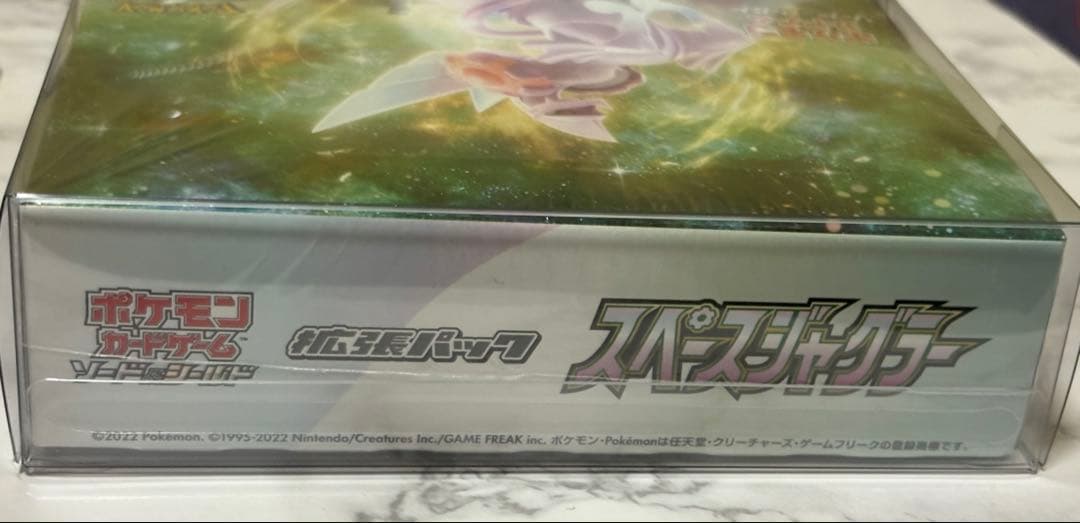 ポケモン
カードゲーム™
ソード&シールド
拡張パック
スペースジャグラー
©2022 Pokémon. ©1995-2022 Nintendo/Creatures Inc./GAME FREAK inc. ポケモン・Pokémonは任天堂・クリーチャーズ・ゲームフリークの登録商標です。